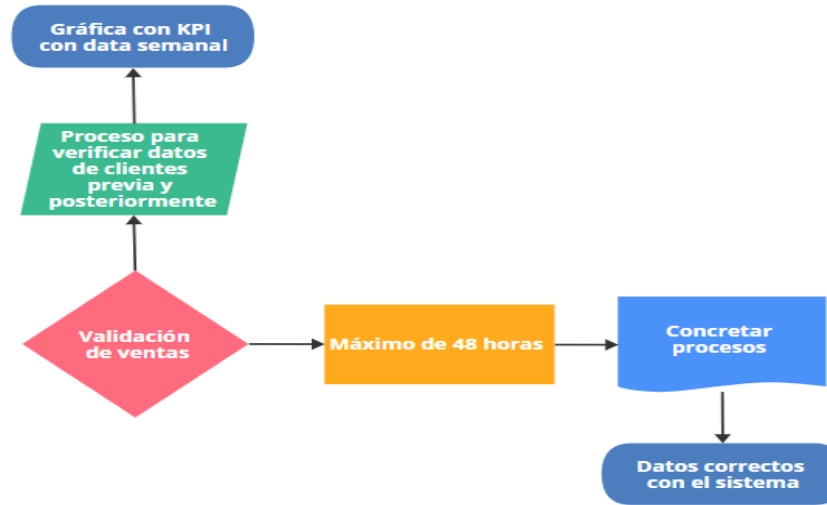 Gráfica con KPI
con data semanal
Proceso para
verificar datos
de clientes
previa y
posteriormente
Validación
de ventas
Máximo de 48 horas
Concretar
procesos
Datos correctos
con el sistema